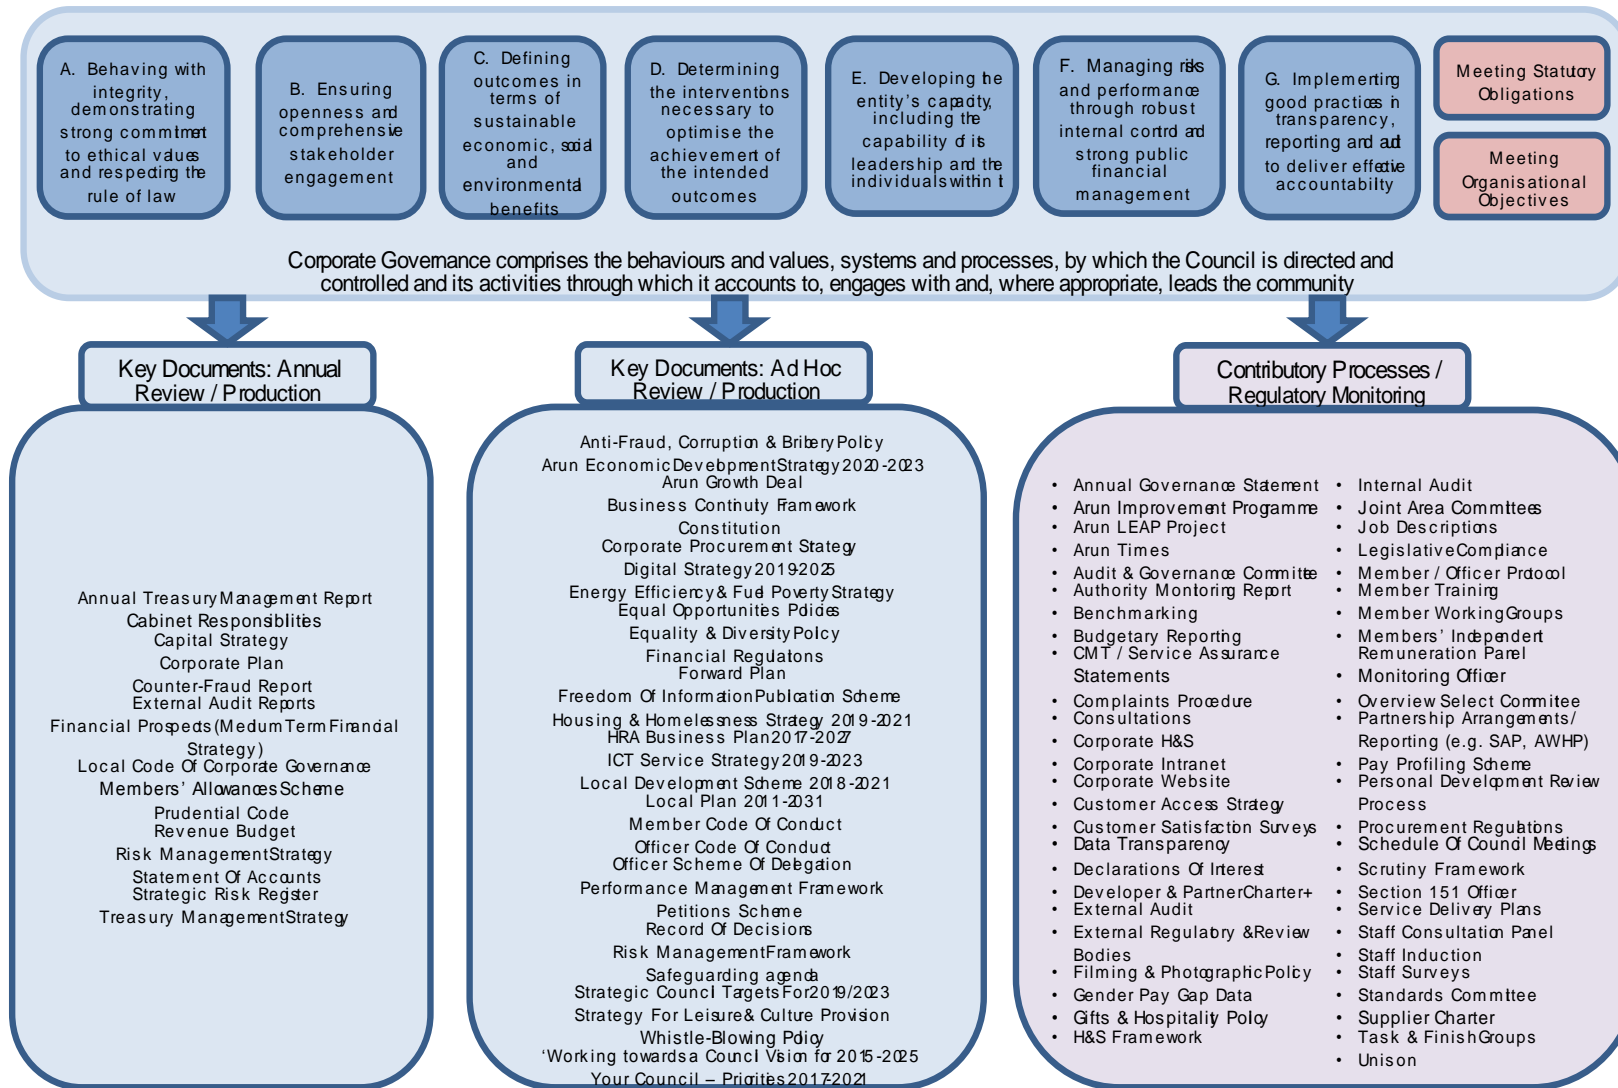 A. Behaving with
integrity,
demonstrating
strong commitment
to ethical values
and respecting the
rule of law
B. Ensuring
openness and
comprehensive
stakeholder
engagement
C. Defining
outcomes in
terms of
sustainable
economic, social
and
environmental
benefits
D. Determining
the interventions
necessary to
optimise the
achievement of
the intended
outcomes
E. Developing the
entity's capacity,
including the
capability of its
leadership and the
individuals within it
F. Managing risks
and performance
through robust
internal control and
strong public
financial
management
G. Implementing
good practices in
transparency,
reporting and audit
to deliver effective
accountability
Meeting Statutory
Obligations
Meeting
Organisational
Objectives
Corporate Governance comprises the behaviours and values, systems and processes, by which the Council is directed and
controlled and its activities through which it accounts to, engages with and, where appropriate, leads the community
Key Documents: Annual
Review / Production
Annual Treasury Management Report
Cabinet Responsibilities
Capital Strategy
Corporate Plan
Counter-Fraud Report
External Audit Reports
Financial Prospects (Medium Term Financial
Strategy)
Local Code Of Corporate Governance
Members' Allowances Scheme
Prudential Code
Revenue Budget
Risk Management Strategy
Statement Of Accounts
Strategic Risk Register
Treasury Management Strategy
Key Documents: Ad Hoc
Review / Production
Anti-Fraud, Corruption & Bribery Policy
Arun Economic Development Strategy 2020-2023
Arun Growth Deal
Business Continuity Framework
Constitution
Corporate Procurement Strategy
Digital Strategy 2019-2025
Energy Efficiency & Fuel Poverty Strategy
Equal Opportunities Policies
Equality & Diversity Policy
Financial Regulations
Forward Plan
Freedom Of Information Publication Scheme
Housing & Homelessness Strategy 2019-2021
HRA Business Plan 2017-2027
ICT Service Strategy 2019-2023
Local Development Scheme 2018-2021
Local Plan 2011-2031
Member Code Of Conduct
Officer Code Of Conduct
Officer Scheme Of Delegation
Performance Management Framework
Petitions Scheme
Record Of Decisions
Risk Management Framework
Safeguarding agenda
Strategic Council Targets For 2019/2023
Strategy For Leisure & Culture Provision
Whistle-Blowing Policy
'Working towards a Council Vision for 2015-2025
Your Council – Priorities 2017-2021
Contributory Processes /
Regulatory Monitoring
• Annual Governance Statement
• Arun Improvement Programme
• Arun LEAP Project
• Arun Times
• Audit & Governance Committee
• Authority Monitoring Report
• Benchmarking
• Budgetary Reporting
• CMT / Service Assurance
Statements
• Complaints Procedure
• Consultations
• Corporate H&S
• Corporate Intranet
• Corporate Website
• Customer Access Strategy
• Customer Satisfaction Surveys
• Data Transparency
• Declarations Of Interest
• Developer & Partner Charter+
• External Audit
• External Regulatory & Review
Bodies
• Filming & Photographic Policy
• Gender Pay Gap Data
• Gifts & Hospitality Policy
• H&S Framework
• Internal Audit
• Joint Area Committees
• Job Descriptions
• Legislative Compliance
• Member / Officer Protocol
• Member Training
• Member Working Groups
• Members' Independent
Remuneration Panel
• Monitoring Officer
• Overview Select Committee
• Partnership Arrangements /
Reporting (e.g. SAP, AWHP)
• Pay Profiling Scheme
• Personal Development Review
Process
• Procurement Regulations
• Schedule Of Council Meetings
• Scrutiny Framework
• Section 151 Officer
• Service Delivery Plans
• Staff Consultation Panel
• Staff Induction
• Staff Surveys
• Standards Committee
• Supplier Charter
• Task & Finish Groups
• Unison